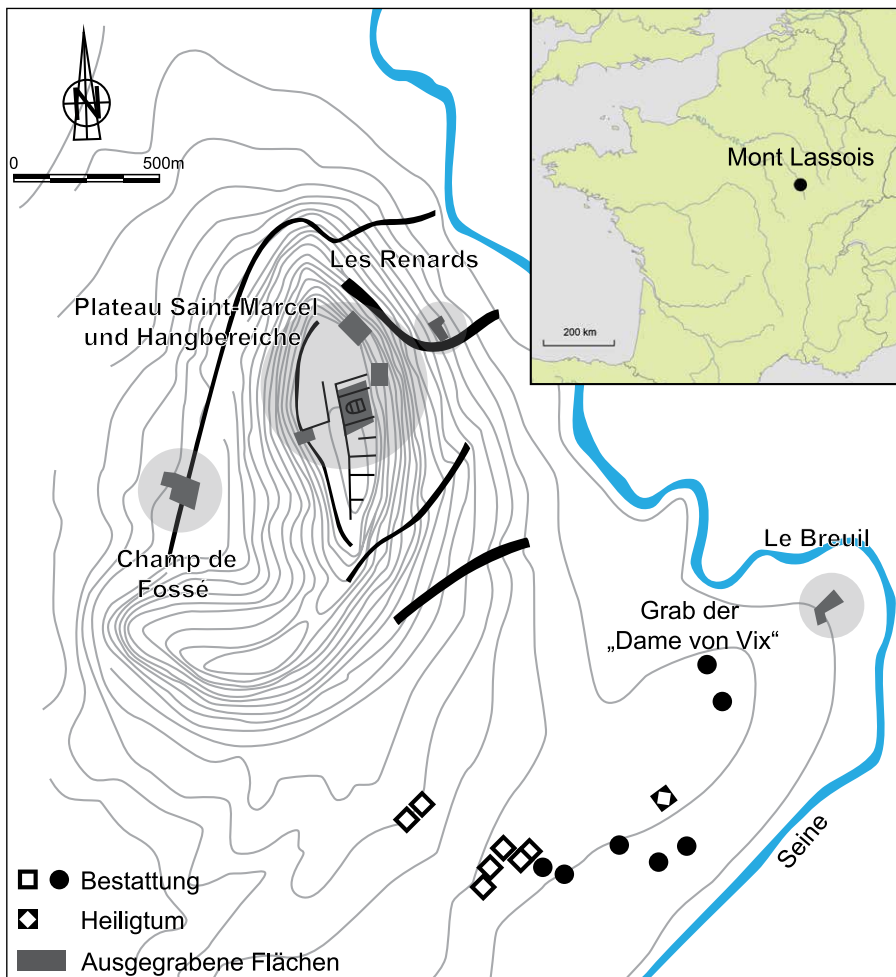 N
0 500m
Mont Lassois
200 km
Les Renards
Plateau Saint-Marcel
und Hangbereiche
Champ de
Fossé
Le Breuil
Grab der
„Dame von Vix“
Seine
Bestattung
Heiligtum
Ausgegrabene Flächen